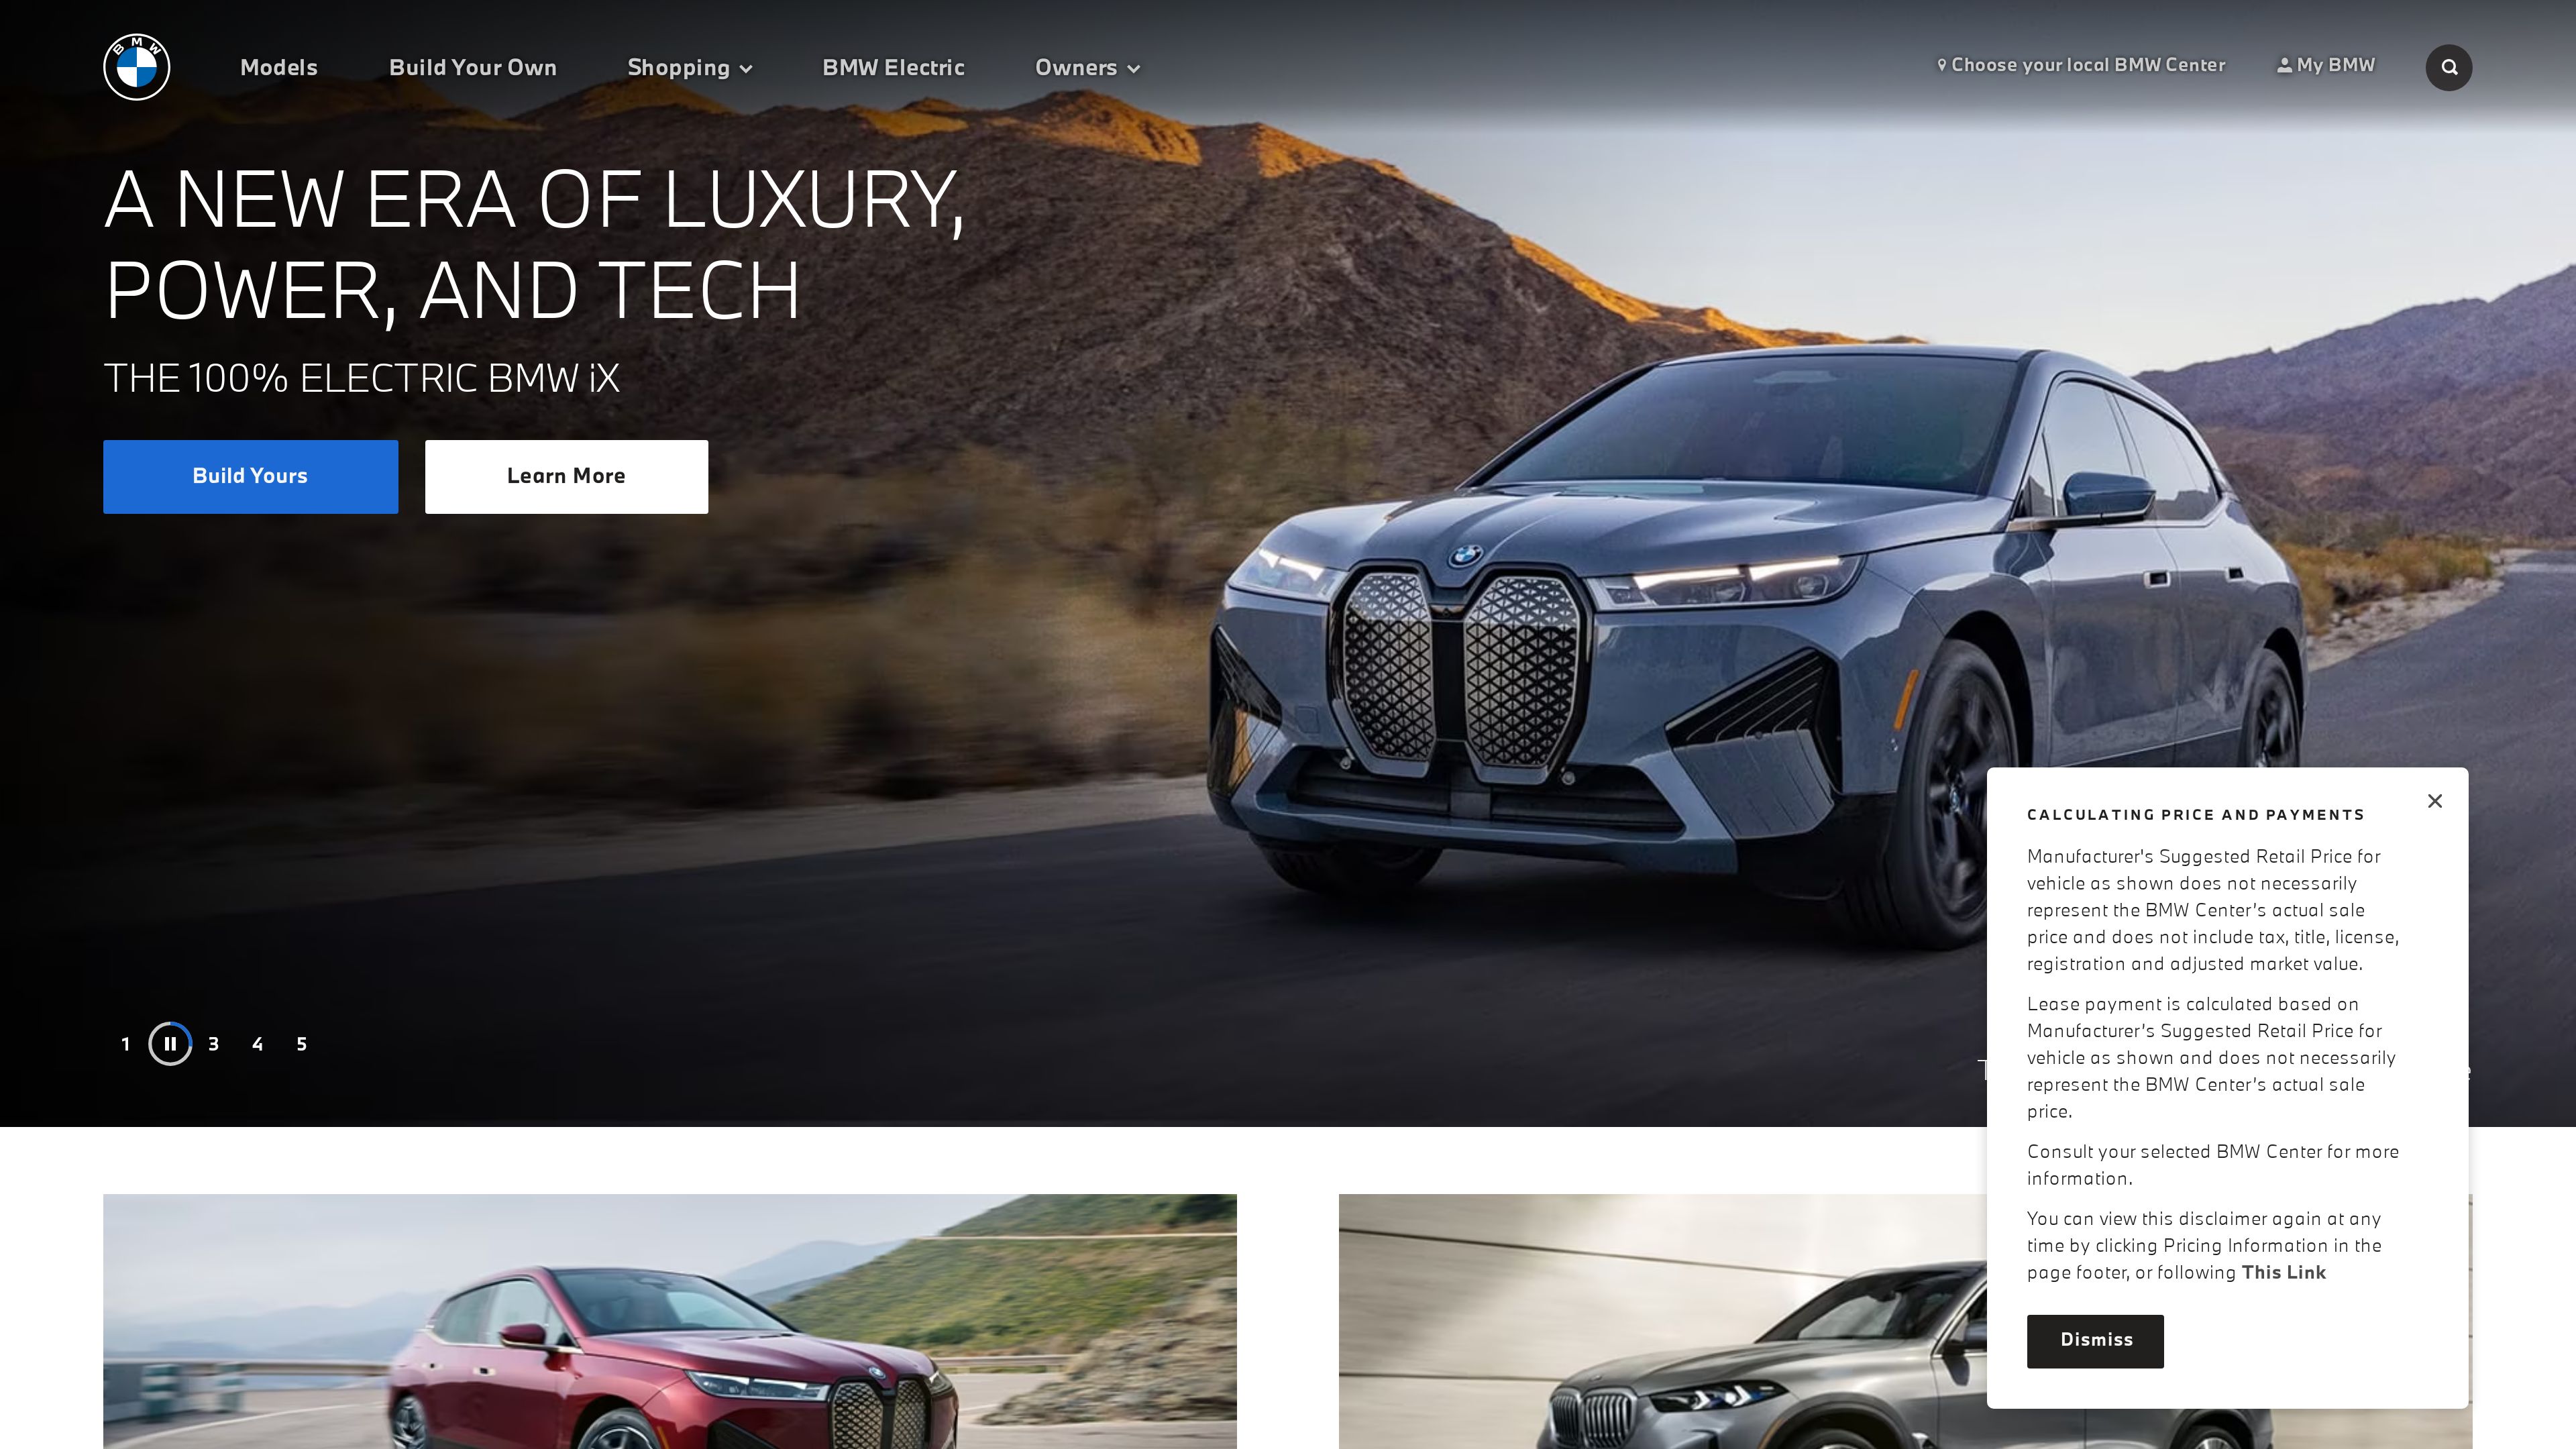 BMW
Models
Build Your Own
Shopping
BMW Electric
Owners
Choose your local BMW Center
My BMW
A NEW ERA OF LUXURY,
POWER, AND TECH
THE 100% ELECTRIC BMW iX
Build Yours
Learn More
1
3
4
5
CALCULATING PRICE AND PAYMENTS
Manufacturer's Suggested Retail Price for
vehicle as shown does not necessarily
represent the BMW Center's actual sale
price and does not include tax, title, license,
registration and adjusted market value.
Lease payment is calculated based on
Manufacturer's Suggested Retail Price for
vehicle as shown and does not necessarily
represent the BMW Center's actual sale
price.
Consult your selected BMW Center for more
information.
You can view this disclaimer again at any
time by clicking Pricing Information in the
page footer, or following This Link
Dismiss